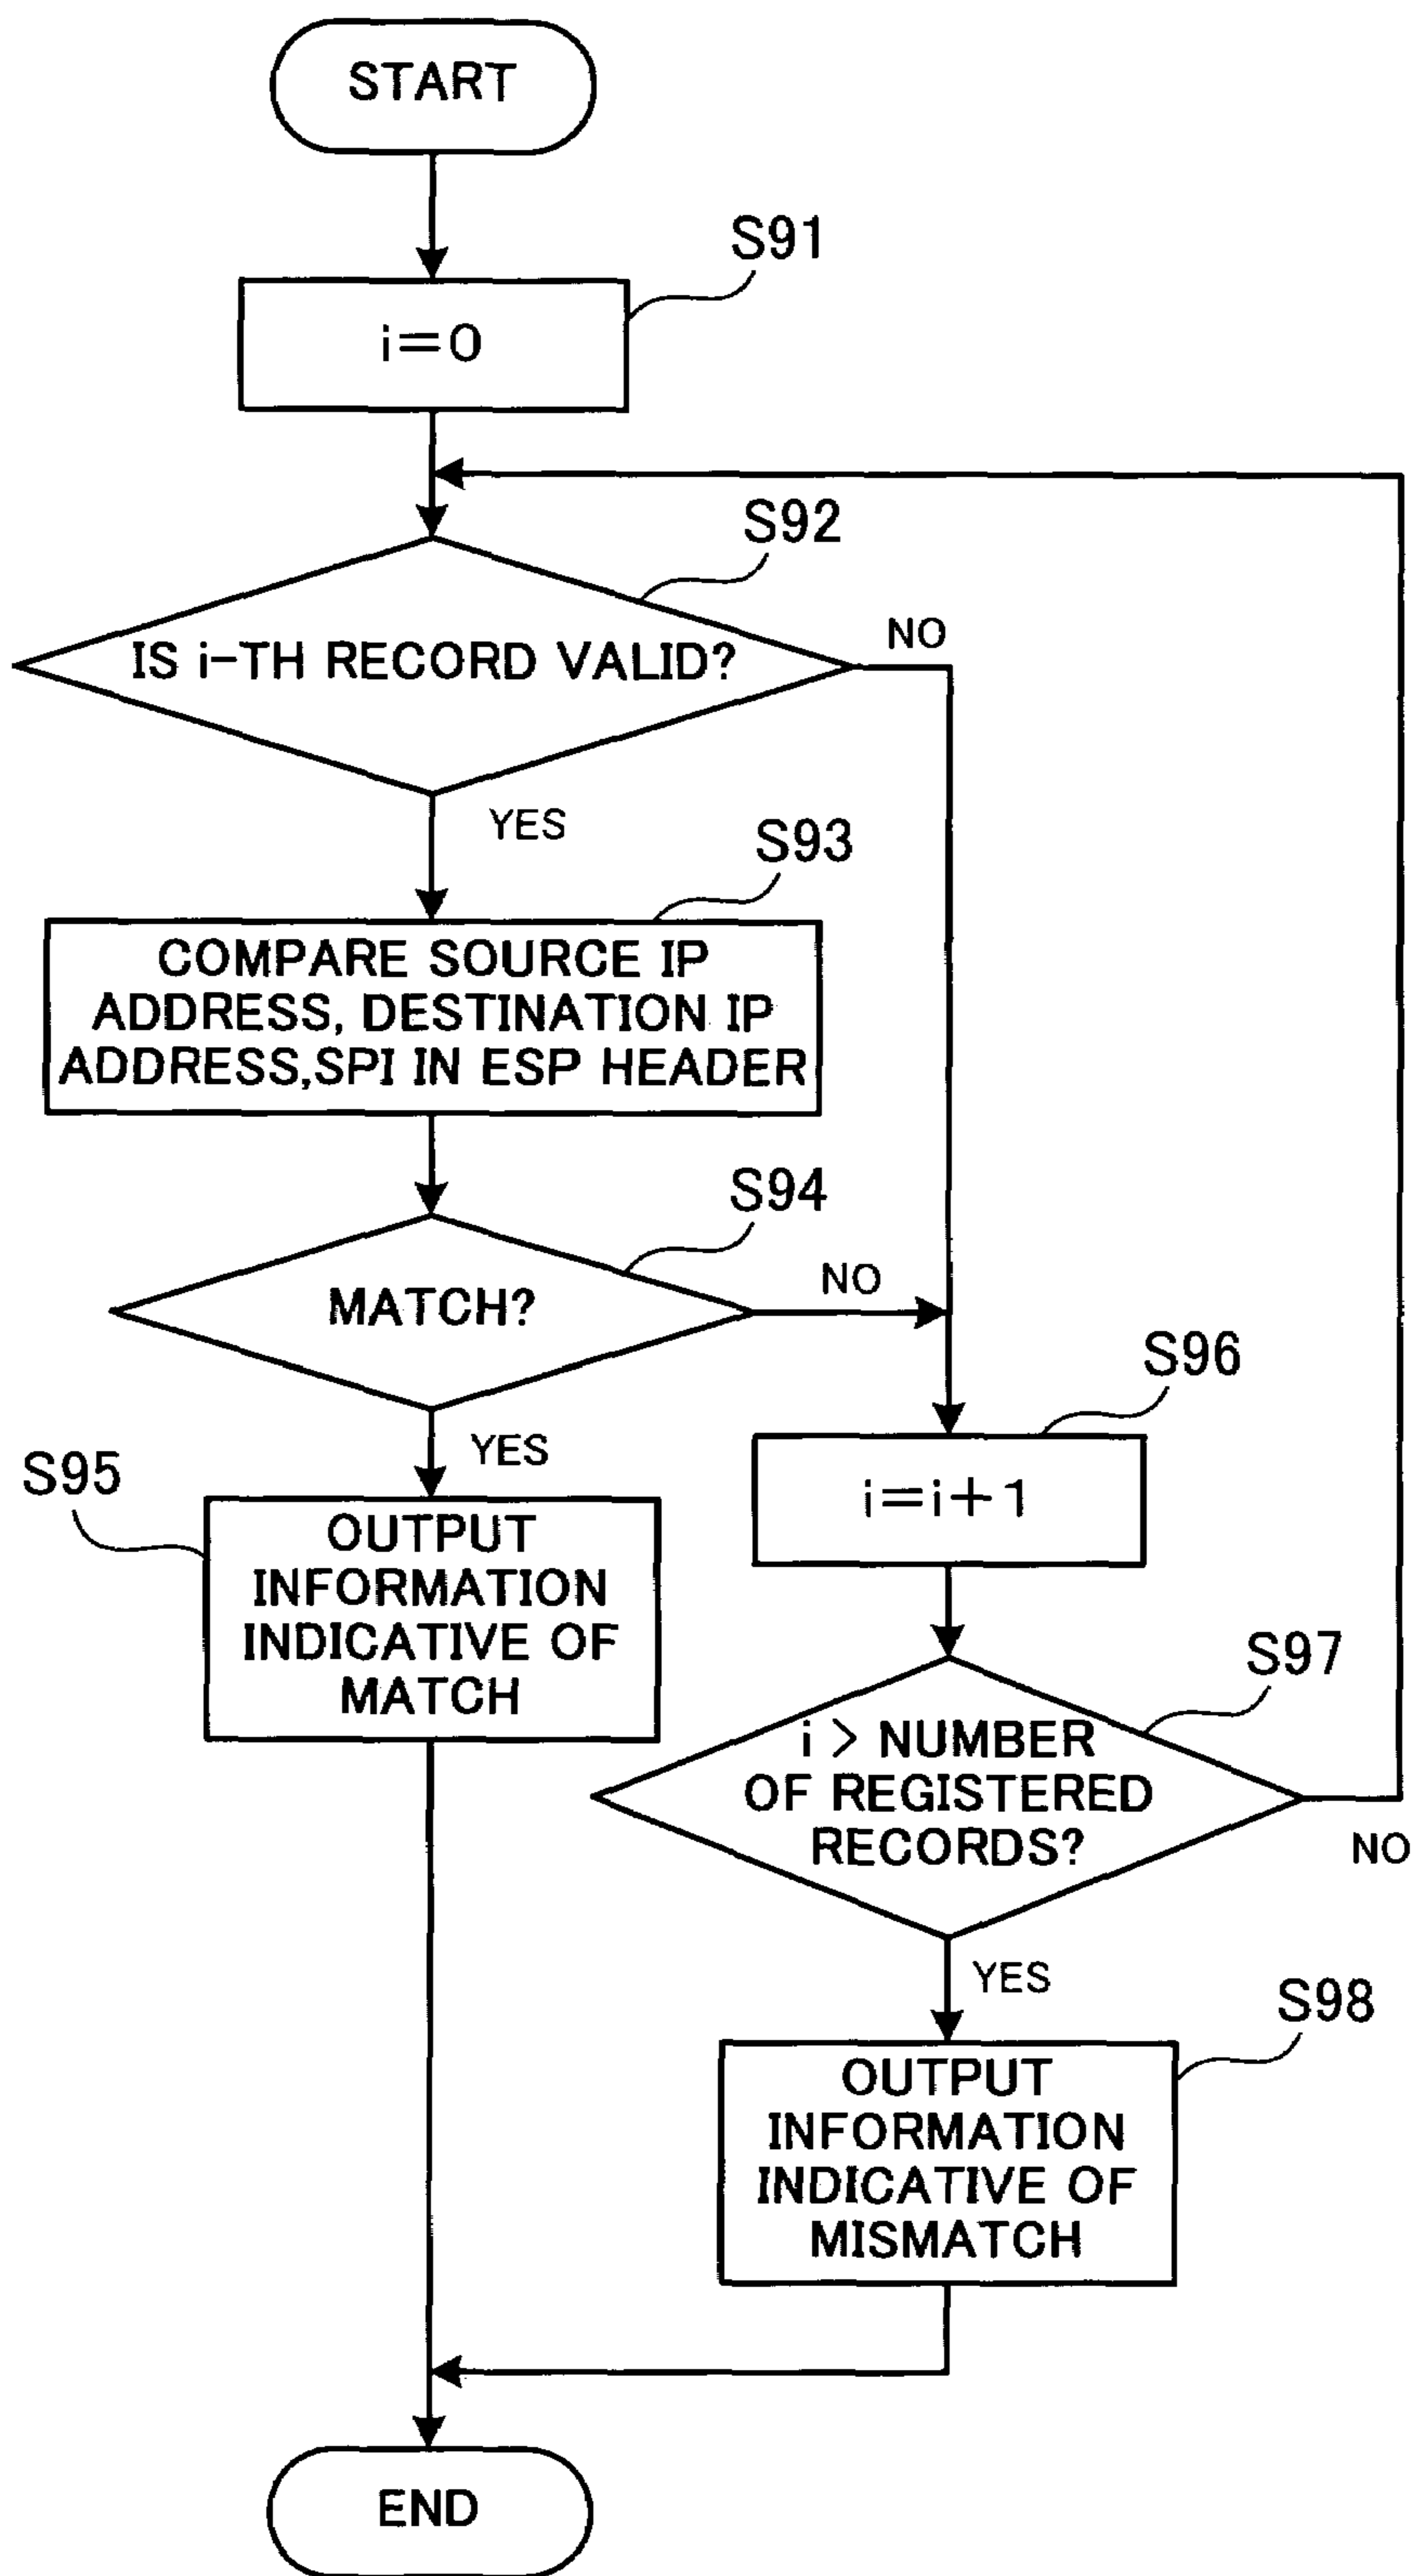 START
S91
i=0
S92
IS i-TH RECORD VALID?
NO
YES
S93
COMPARE SOURCE IP
ADDRESS, DESTINATION IP
ADDRESS,SPI IN ESP HEADER
S94
MATCH?
NO
YES
S95
OUTPUT
INFORMATION
INDICATIVE OF
MATCH
S96
i=i+1
S97
i > NUMBER
OF REGISTERED
RECORDS?
NO
YES
S98
OUTPUT
INFORMATION
INDICATIVE OF
MISMATCH
END